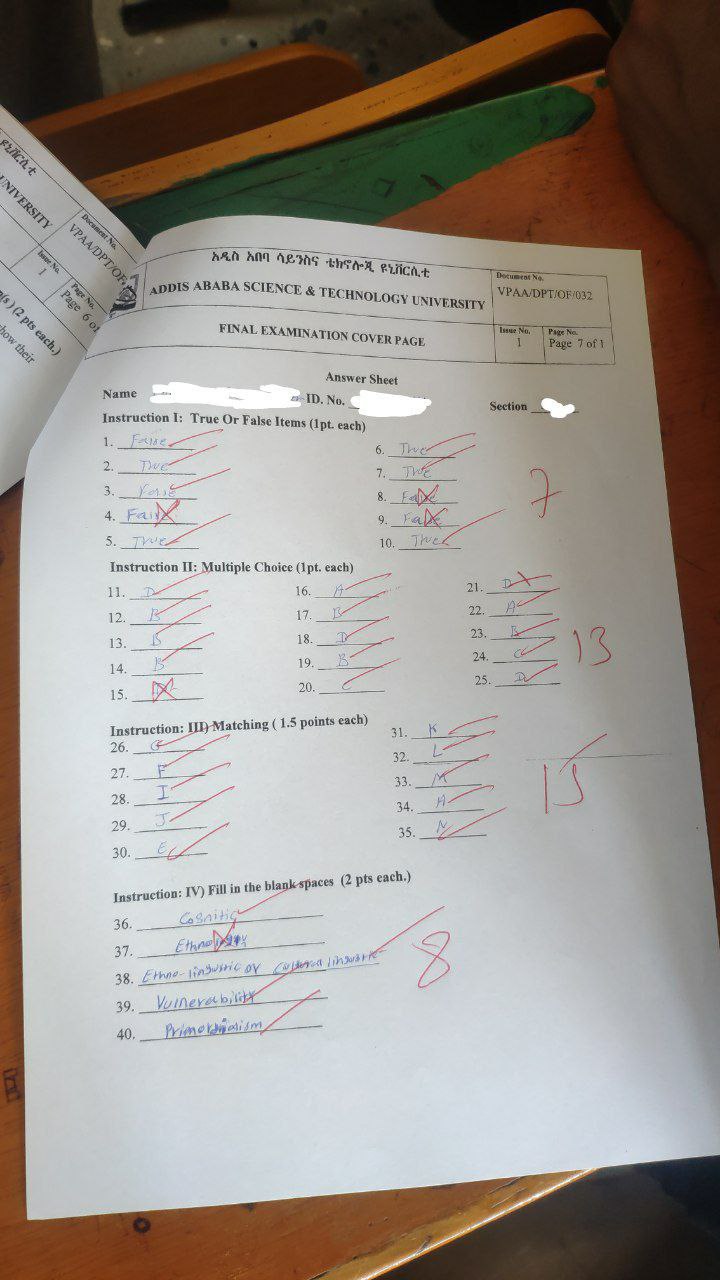 UNIVERSITY
Document No.
VPAA/DPT/OF/
Issue No.
1
Page No.
Page 6 of
(s) (2 pts each.)
how their
አዲስ አበባ ሳይንስና ቴክኖሎጂ ዩኒቨርሲቲ
ADDIS ABABA SCIENCE & TECHNOLOGY UNIVERSITY
Document No.
VPAA/DPT/OF/032
FINAL EXAMINATION COVER PAGE
Issue No.
1
Page No.
Page 7 of 1
Answer Sheet
Name ID. No. Section
Instruction I: True Or False Items (1pt. each)
1. False 6. True
2. True 7. True
3. False 8. False
4. False 9. False
5. True 10. True
7
Instruction II: Multiple Choice (1pt. each)
11. D 16. A 21. D
12. B 17. B 22. A
13. B 18. D 23. B
14. B 19. B 24. C
15. 20. C 25. D
13
Instruction: III) Matching ( 1.5 points each)
26. G 31. K
27. F 32. L
28. I 33. M
29. J 34. A
30. E 35. N
15
Instruction: IV) Fill in the blank spaces (2 pts each.)
36. Cognitic
37.
38. Ethno-linguistic or Cultural linguistic
39. Vulnerability
40. Primordialism
8